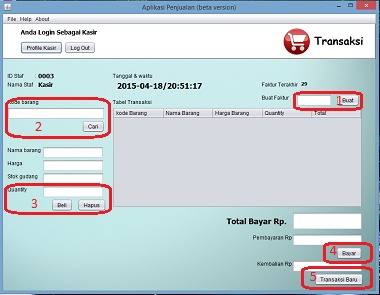 Aplikasi Penjualan (beta version)
File Help About
Anda Login Sebagai Kasir
Profile Kasir Log Out
Transaksi
ID Staf : 0003
Nama Staf Kasir
Tanggal & waktu
2015-04-18/20:51:17
Faktur Terakhir 29
Buat Faktur 1 Buat
kode barang
2
Cari
Tabel Transaksi
kode Barang Nama Barang Harga Barang Quantity Total
Nama barang
Harga
Stok gudang
Quantity
3
Beli Hapus
Total Bayar Rp.
Pembayaran Rp
4 Bayar
Kembalian Rp
5 Transaksi Baru